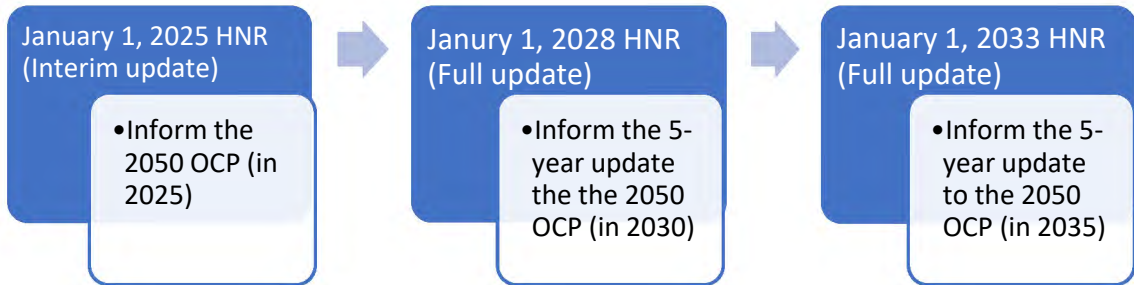 January 1, 2025 HNR
(Interim update)
•Inform the
2050 OCP (in
2025)
Janury 1, 2028 HNR
(Full update)
•Inform the 5-
year update
the the 2050
OCP (in 2030)
January 1, 2033 HNR
(Full update)
•Inform the 5-
year update
to the 2050
OCP (in 2035)